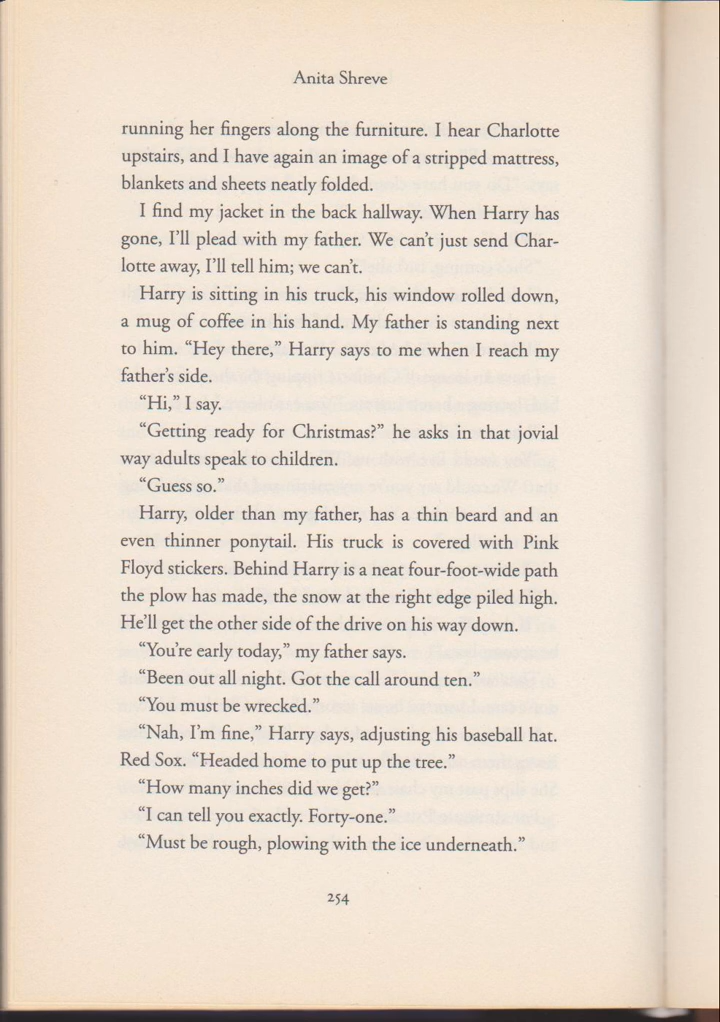 Anita Shreve
running her fingers along the furniture. I hear Charlotte
upstairs, and I have again an image of a stripped mattress,
blankets and sheets neatly folded.
I find my jacket in the back hallway. When Harry has
gone, I’ll plead with my father. We can’t just send Char-
lotte away, I’ll tell him; we can’t.
Harry is sitting in his truck, his window rolled down,
a mug of coffee in his hand. My father is standing next
to him. “Hey there,” Harry says to me when I reach my
father’s side.
“Hi,” I say.
“Getting ready for Christmas?” he asks in that jovial
way adults speak to children.
“Guess so.”
Harry, older than my father, has a thin beard and an
even thinner ponytail. His truck is covered with Pink
Floyd stickers. Behind Harry is a neat four-foot-wide path
the plow has made, the snow at the right edge piled high.
He’ll get the other side of the drive on his way down.
“You’re early today,” my father says.
“Been out all night. Got the call around ten.”
“You must be wrecked.”
“Nah, I’m fine,” Harry says, adjusting his baseball hat.
Red Sox. “Headed home to put up the tree.”
“How many inches did we get?”
“I can tell you exactly. Forty-one.”
“Must be rough, plowing with the ice underneath.”
254